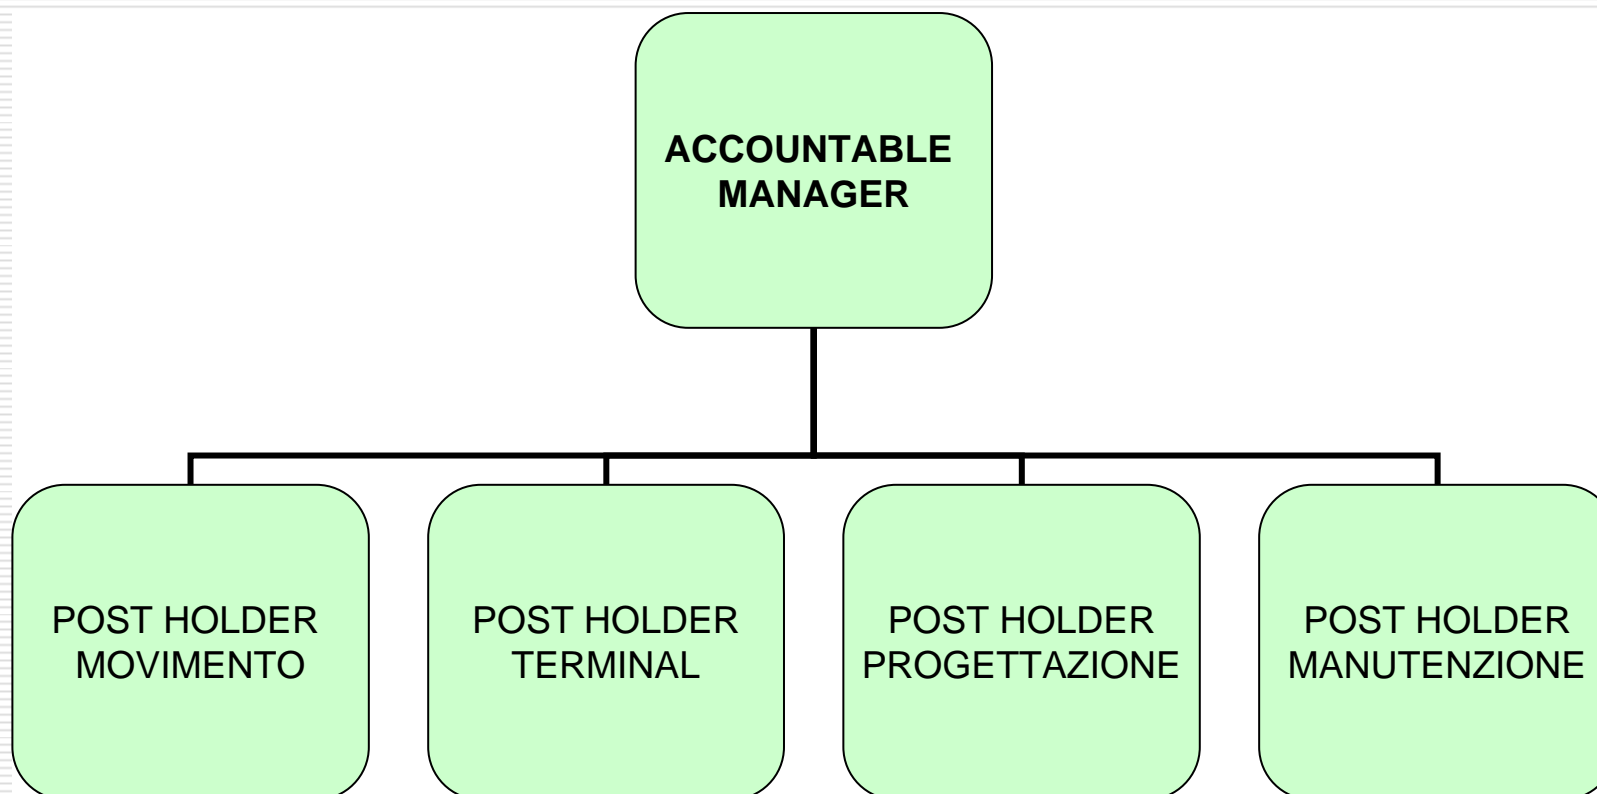 ACCOUNTABLE
MANAGER
POST HOLDER
MOVIMENTO
POST HOLDER
TERMINAL
POST HOLDER
PROGETTAZIONE
POST HOLDER
MANUTENZIONE